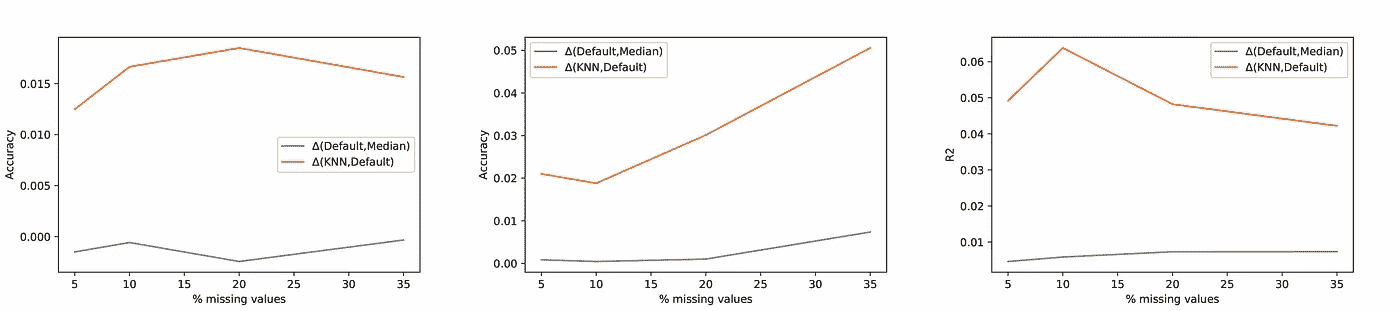 Accuracy
0.015
0.010
0.005
0.000
Δ(Default,Median)
Δ(KNN,Default)
5 10 15 20 25 30 35
% missing values
Accuracy
0.05
0.04
0.03
0.02
0.01
0.00
Δ(Default,Median)
Δ(KNN,Default)
5 10 15 20 25 30 35
% missing values
R2
0.06
0.05
0.04
0.03
0.02
0.01
Δ(Default,Median)
Δ(KNN,Default)
5 10 15 20 25 30 35
% missing values